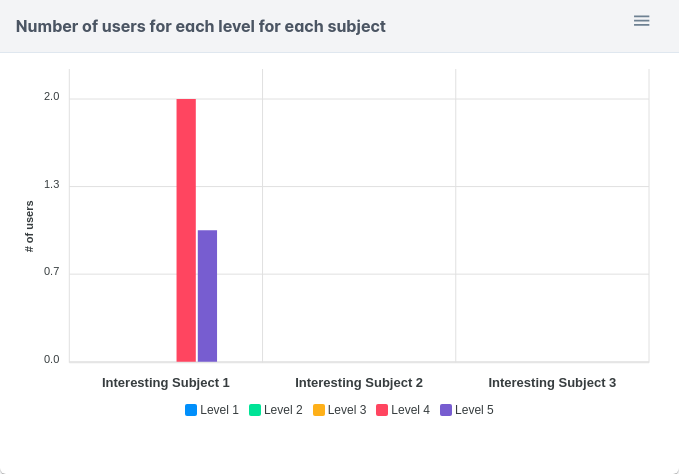 Number of users for each level for each subject
2.0
1.3
0.7
0.0
# of users
Interesting Subject 1
Interesting Subject 2
Interesting Subject 3
Level 1
Level 2
Level 3
Level 4
Level 5